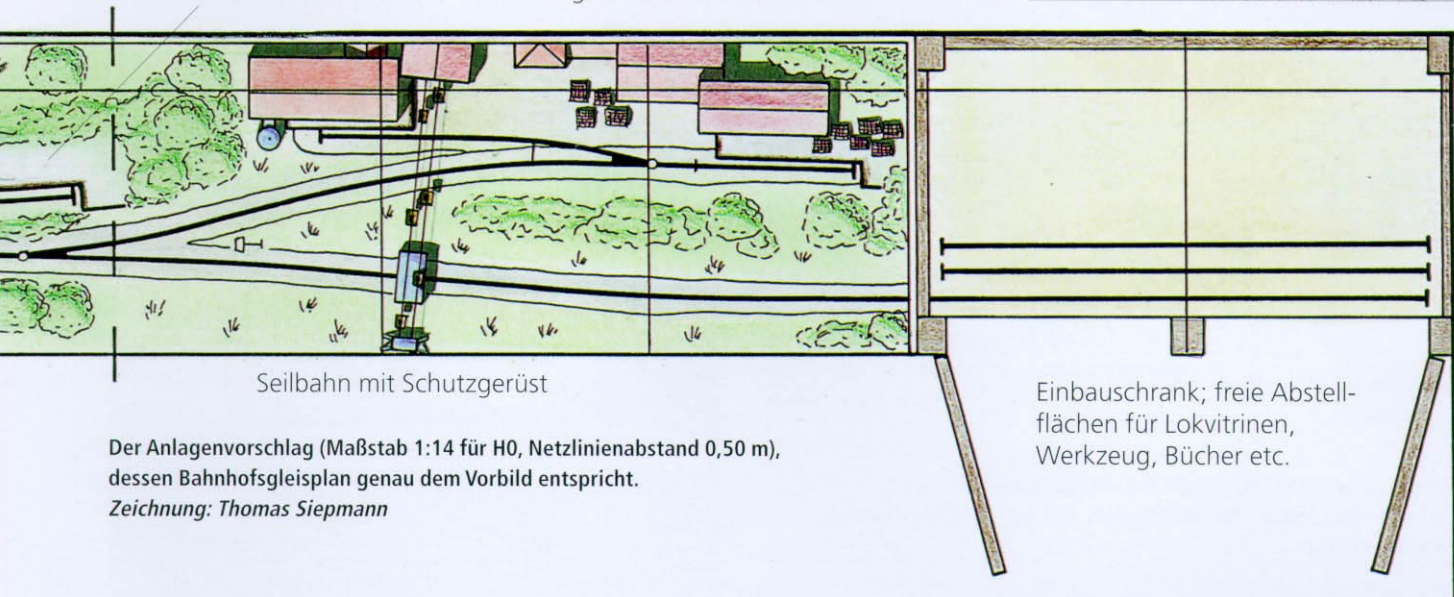 Seilbahn mit Schutzgerüst
Einbauschrank; freie Abstell-
flächen für Lokvitrinen,
Werkzeug, Bücher etc.
Der Anlagenvorschlag (Maßstab 1:14 für H0, Netzlinienabstand 0,50 m),
dessen Bahnhofsgleisplan genau dem Vorbild entspricht.
Zeichnung: Thomas Siepmann